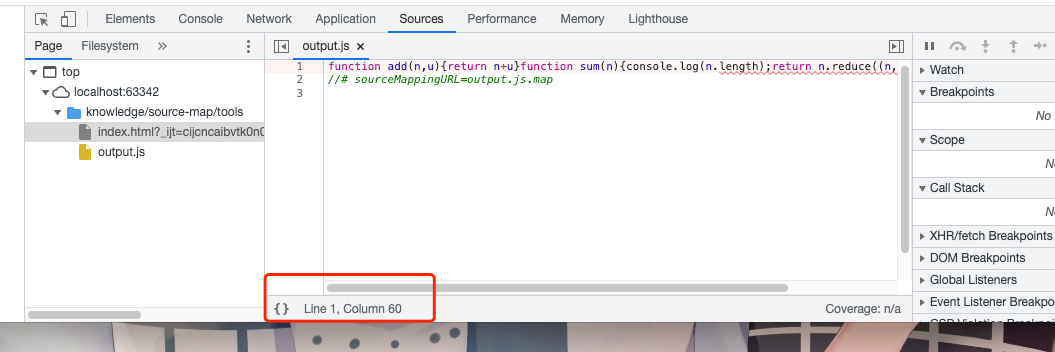 Elements Console Network Application Sources Performance Memory Lighthouse
Page Filesystem »
output.js ×
top
localhost:63342
knowledge/source-map/tools
index.html?_ijt=cijcncaibvtk0n0
output.js
1 function add(n,u){return n+u}function sum(n){console.log(n.length);return n.reduce((n,
2 //# sourceMappingURL=output.js.map
3
{} Line 1, Column 60
Coverage: n/a
Watch
Breakpoints
No
Scope
Call Stack
XHR/fetch Breakpoints
DOM Breakpoints
Global Listeners
Event Listener Breakpo